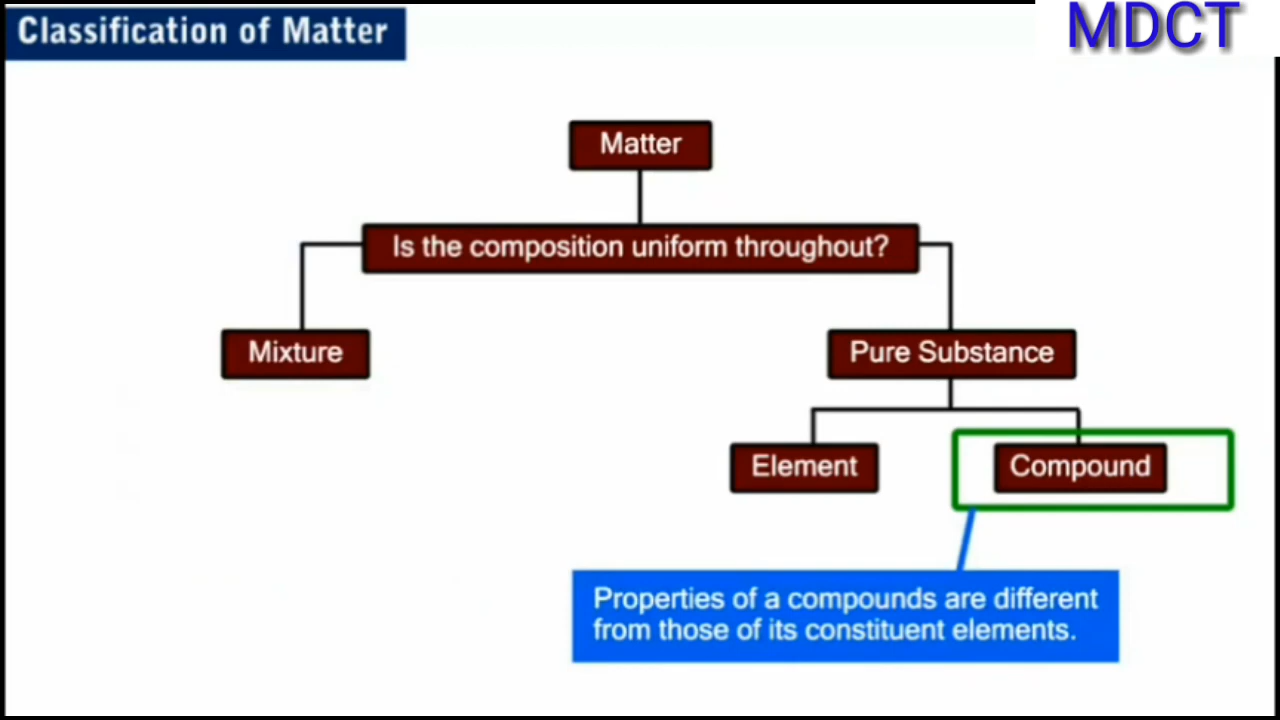 Classification of Matter
MDCT
Matter
Is the composition uniform throughout?
Mixture
Pure Substance
Element
Compound
Properties of a compounds are different
from those of its constituent elements.